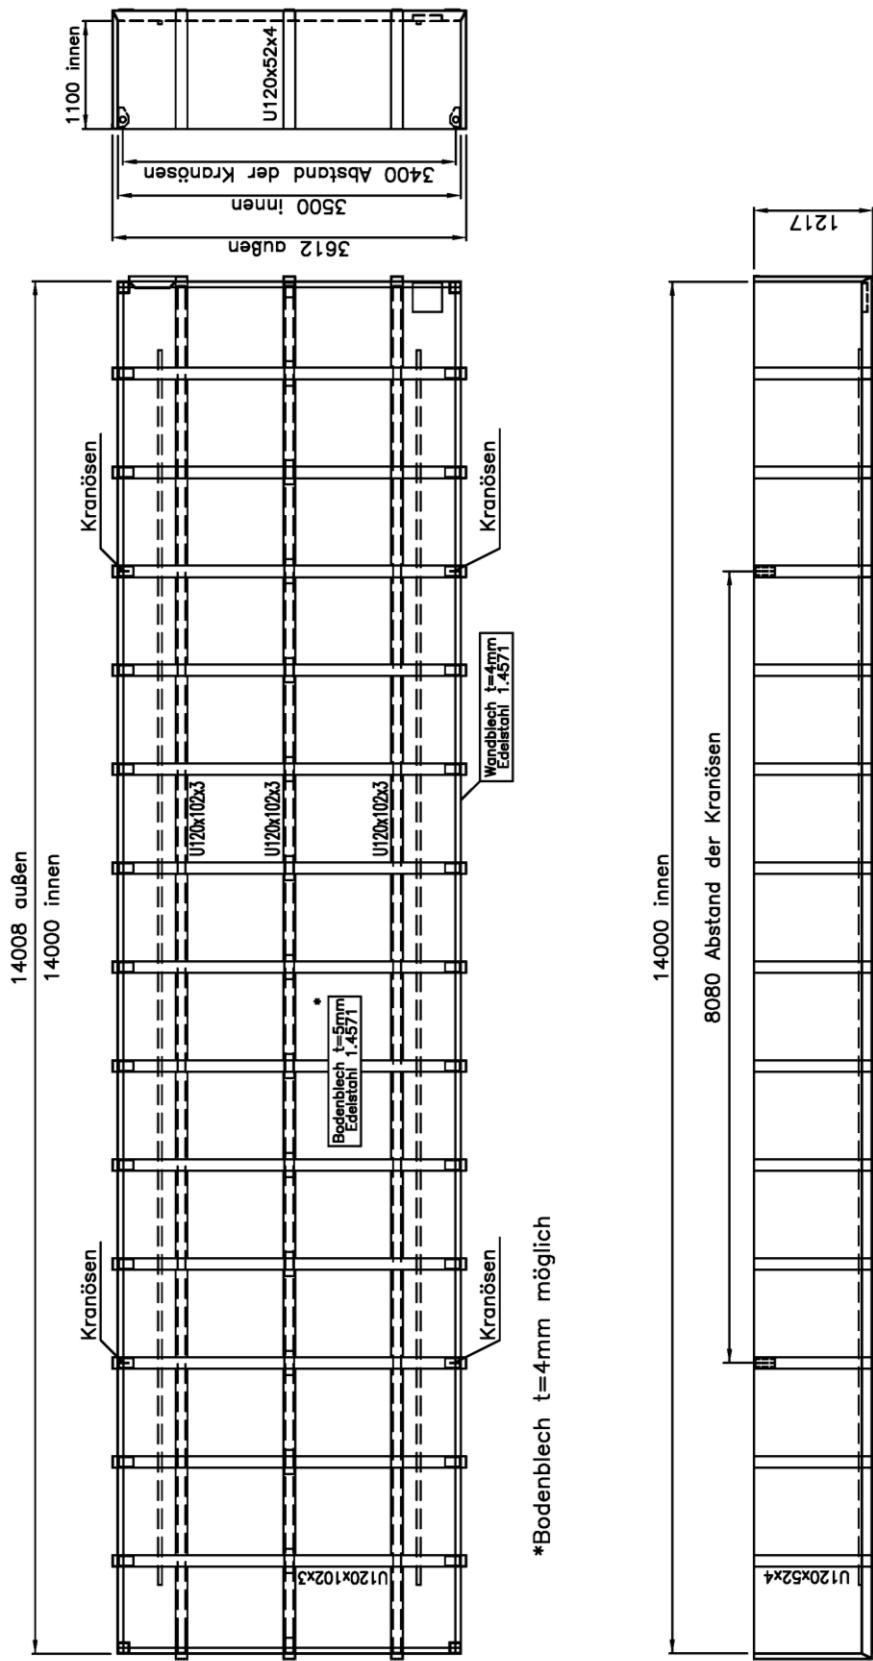 1100 innen
U120x52x4
3400 Abstand der Kranösen
3500 innen
3612 außen
14008 außen
14000 innen
Kranösen
Kranösen
Kranösen
Kranösen
U120x102x3
U120x102x3
U120x102x3
Wandblech t=4mm
Edelstahl 1.4571
*
Bodenblech t=5mm
Edelstahl 1.4571
U120x102x3
*Bodenblech t=4mm möglich
1217
14000 innen
8080 Abstand der Kranösen
U120x52x4